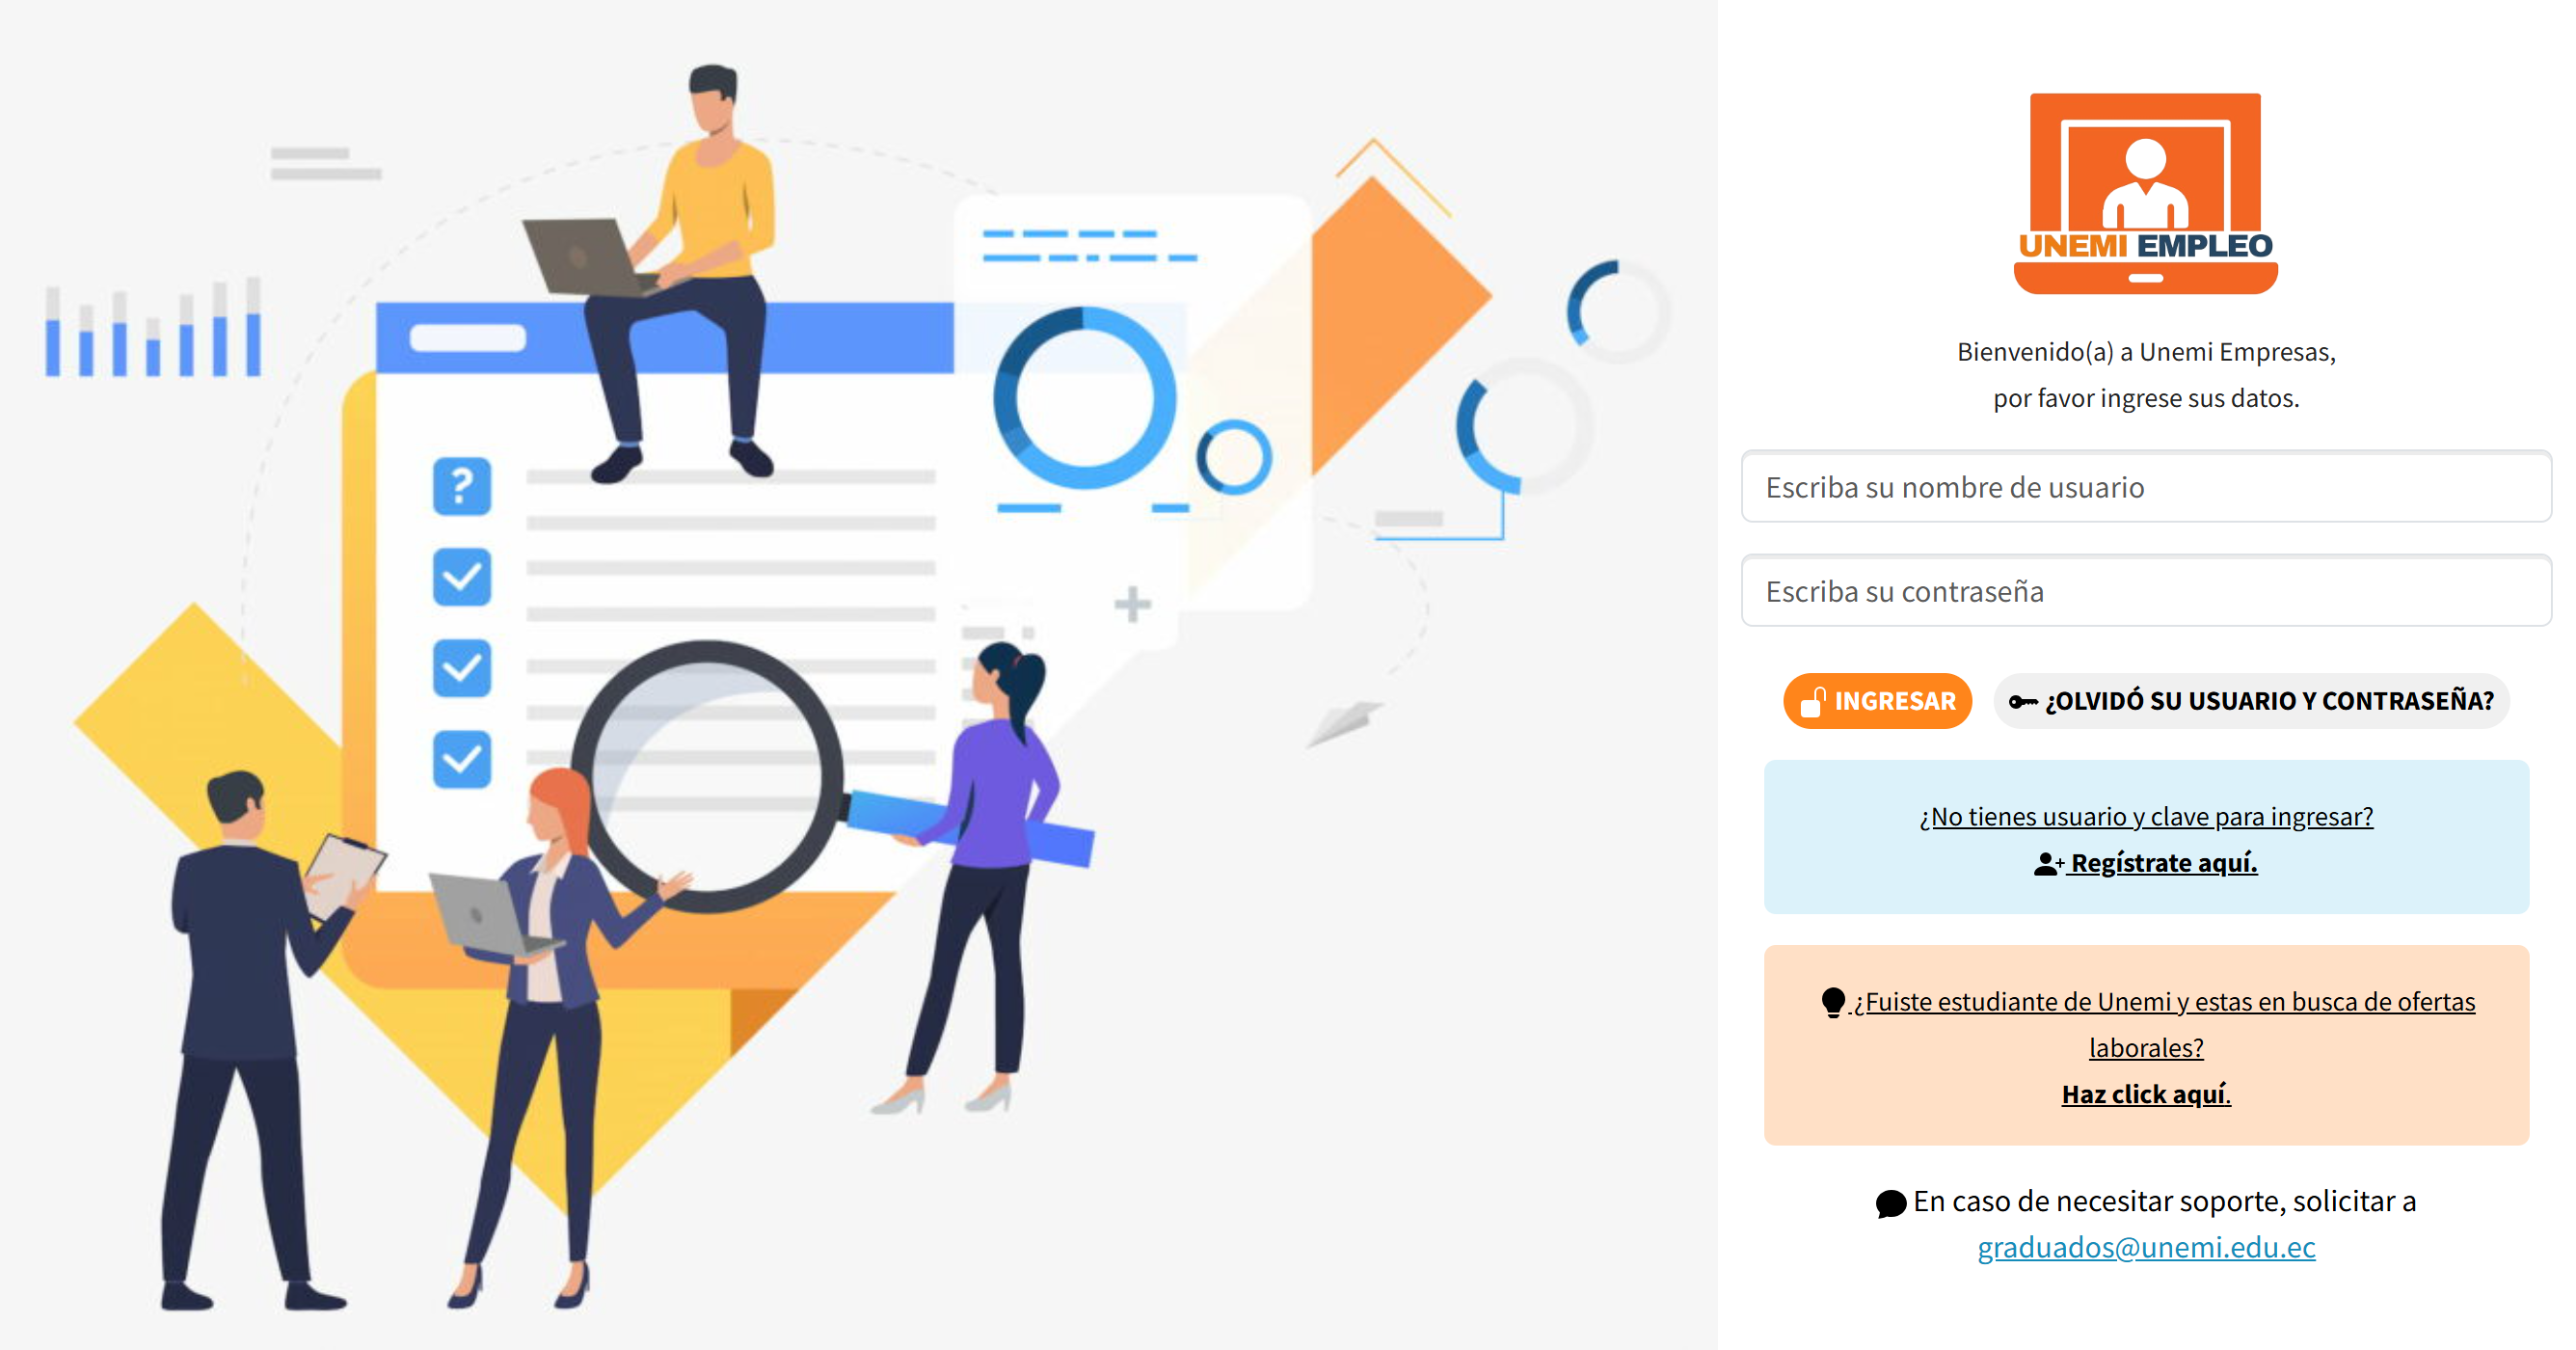 UNEMI EMPLEO
Bienvenido(a) a Unemi Empresas,
por favor ingrese sus datos.
Escriba su nombre de usuario
Escriba su contraseña
INGRESAR
¿OLVIDÓ SU USUARIO Y CONTRASEÑA?
¿No tienes usuario y clave para ingresar?
Regístrate aquí.
¿Fuiste estudiante de Unemi y estas en busca de ofertas
laborales?
Haz click aquí.
En caso de necesitar soporte, solicitar a
graduados@unemi.edu.ec
?